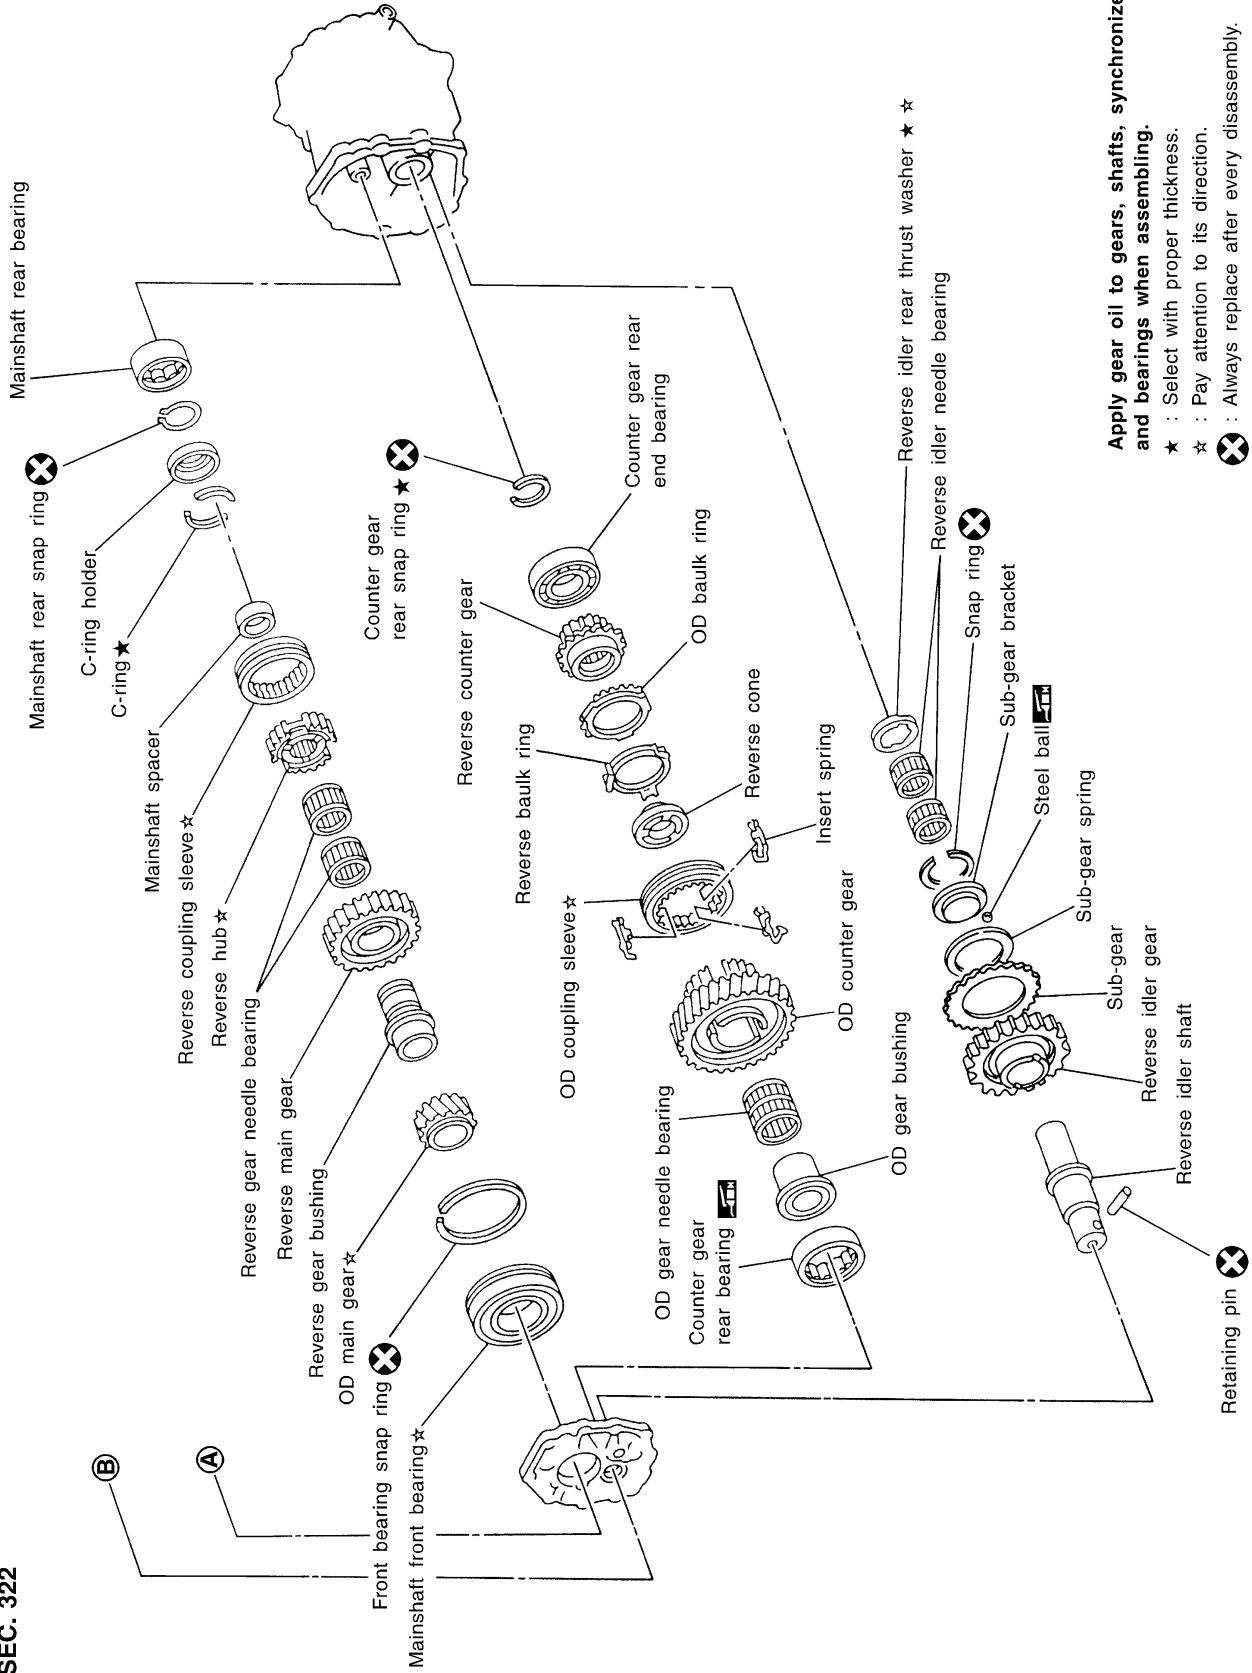 SEC. 322
B
A
Mainshaft rear bearing
Mainshaft rear snap ring
C-ring holder
C-ring★
Mainshaft spacer
Reverse coupling sleeve☆
Reverse hub☆
Reverse gear needle bearing
Reverse main gear
Reverse gear bushing
OD main gear☆
Front bearing snap ring
Mainshaft front bearing☆
Counter gear
rear snap ring ★
Counter gear rear
end bearing
Reverse counter gear
OD baulk ring
Reverse baulk ring
Reverse cone
Insert spring
OD coupling sleeve☆
OD counter gear
OD gear needle bearing
OD gear bushing
Counter gear
rear bearing
Reverse idler rear thrust washer ★ ☆
Reverse idler needle bearing
Snap ring
Sub-gear bracket
Steel ball
Sub-gear spring
Sub-gear
Reverse idler gear
Reverse idler shaft
Retaining pin
Apply gear oil to gears, shafts, synchronize
and bearings when assembling.
★ : Select with proper thickness.
☆ : Pay attention to its direction.
: Always replace after every disassembly.